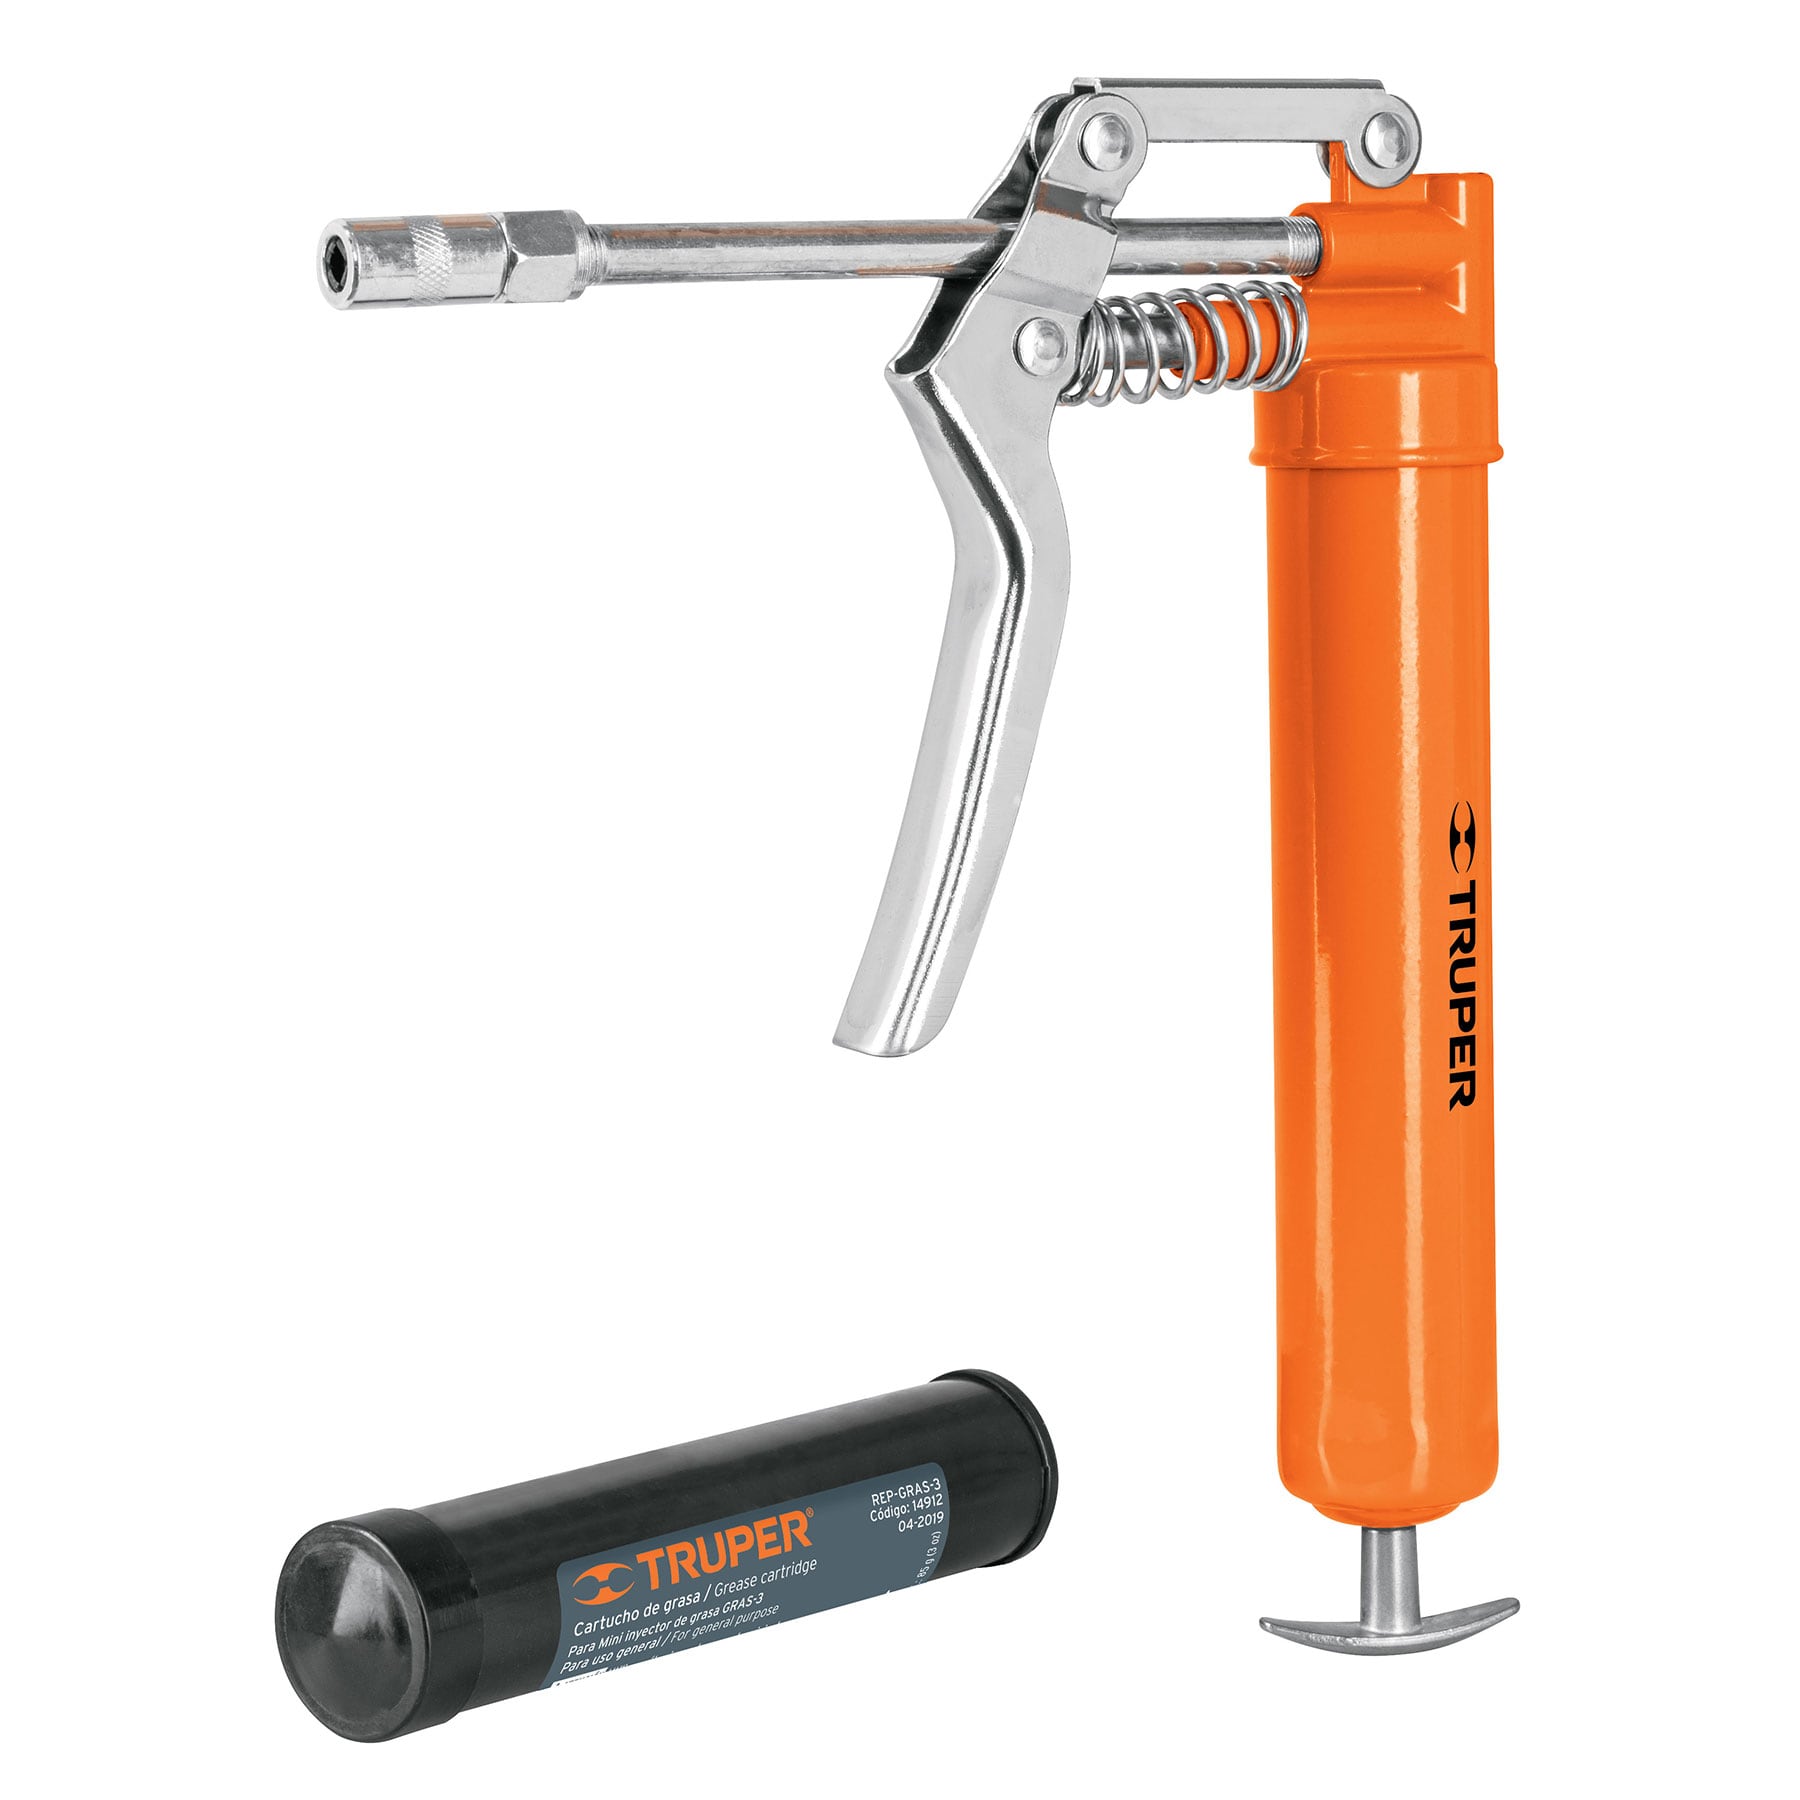 TRUPER
REP-GRAS-3
Código: 14912
04-2019
TRUPER®
Cartucho de grasa / Grease cartridge
Para Mini inyector de grasa GRAS-3
Para uso general / For general purpose
85 g (3 oz)